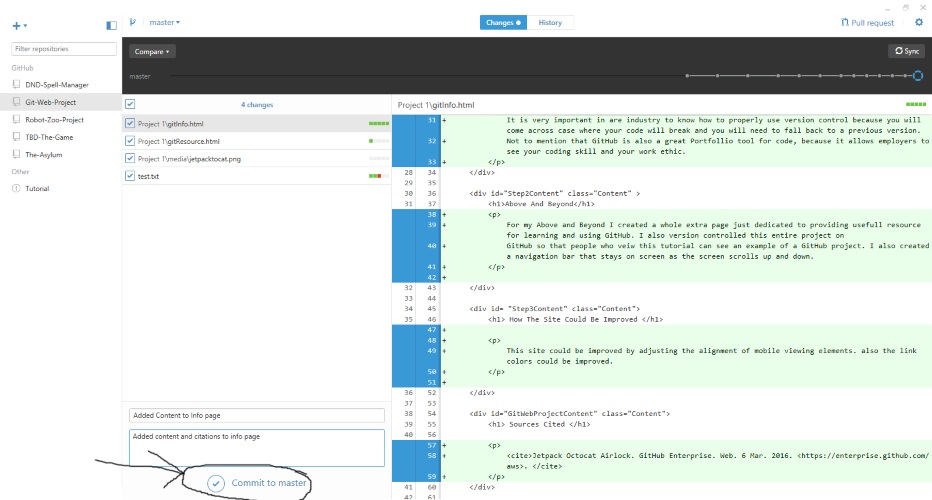 master
Changes
History
Pull request
Filter repositories
GitHub
DND-Spell-Manager
Git-Web-Project
Robot-Zoo-Project
TBD-The-Game
The-Asylum
Other
Tutorial
Compare
Sync
master
4 changes
Project 1\gitInfo.html
Project 1\gitResource.html
Project 1\media\jetpacktocat.png
test.txt
Added Content to Info page
Added content and citations to info page
Commit to master
Project 1\gitInfo.html
31 + It is very important in are industry to know how to properly use version control because you will
come across case where your code will break and you will need to fall back to a previous version.
32 + Not to mention that GitHub is also a great Portfollio tool for code, because it allows employers to
see your coding skill and your work ethic.
33 + </p>
28 34 </div>
29 35
30 36 <div id="Step2Content" class="Content" >
31 37 <h1>Above And Beyond</h1>
38 + <p>
39 + For my Above and Beyond I created a whole extra page just dedicated to providing usefull resource
for learning and using GitHub. I also version controlled this entire project on
40 + GitHub so that people who veiw this tutorial can see an example of a GitHub project. I also created
a navigation bar that stays on screen as the screen scrolls up and down.
41 + </p>
42 +
32 43 </div>
33 44
34 45 <div id= "Step3Content" class="Content">
35 46 <h1> How The Site Could Be Improved </h1>
47 +
48 + <p>
49 + This site could be improved by adjusting the alignment of mobile viewing elements. also the link
colors could be improved.
50 + </p>
51 +
36 52 </div>
37 53
38 54 <div id="GitWebProjectContent" class="Content">
39 55 <h1> Sources Cited </h1>
40 56
57 + <p>
58 + <cite>Jetpack Octocat Airlock. GitHub Enterprise. Web. 6 Mar. 2016. <https://enterprise.github.com/
aws>. </cite>
59 + </p>
41 60 </div>
42 61